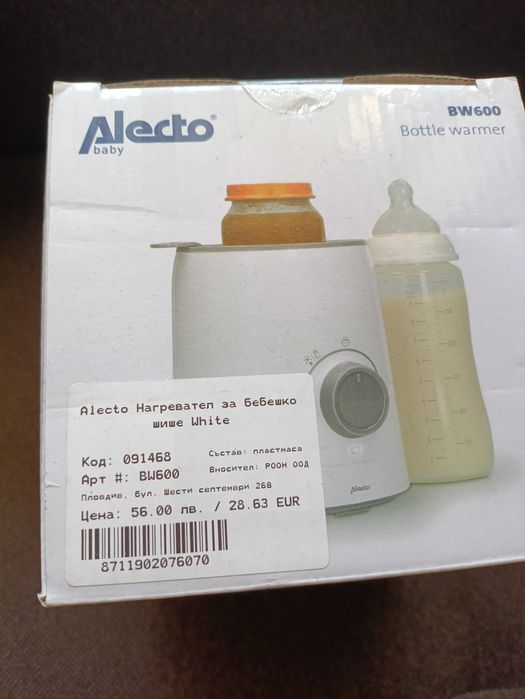 Alecto®
baby
BW600
Bottle warmer
Alecto
Alecto Нагревател за бебешко
шише White
Код: 091468
Състав: пластмаса
Арт #: BW600
Вносител: РООН ООД
Пловдив, бул. Шести септември 268
Цена: 56.00 лв. / 28.63 EUR
8711902076070